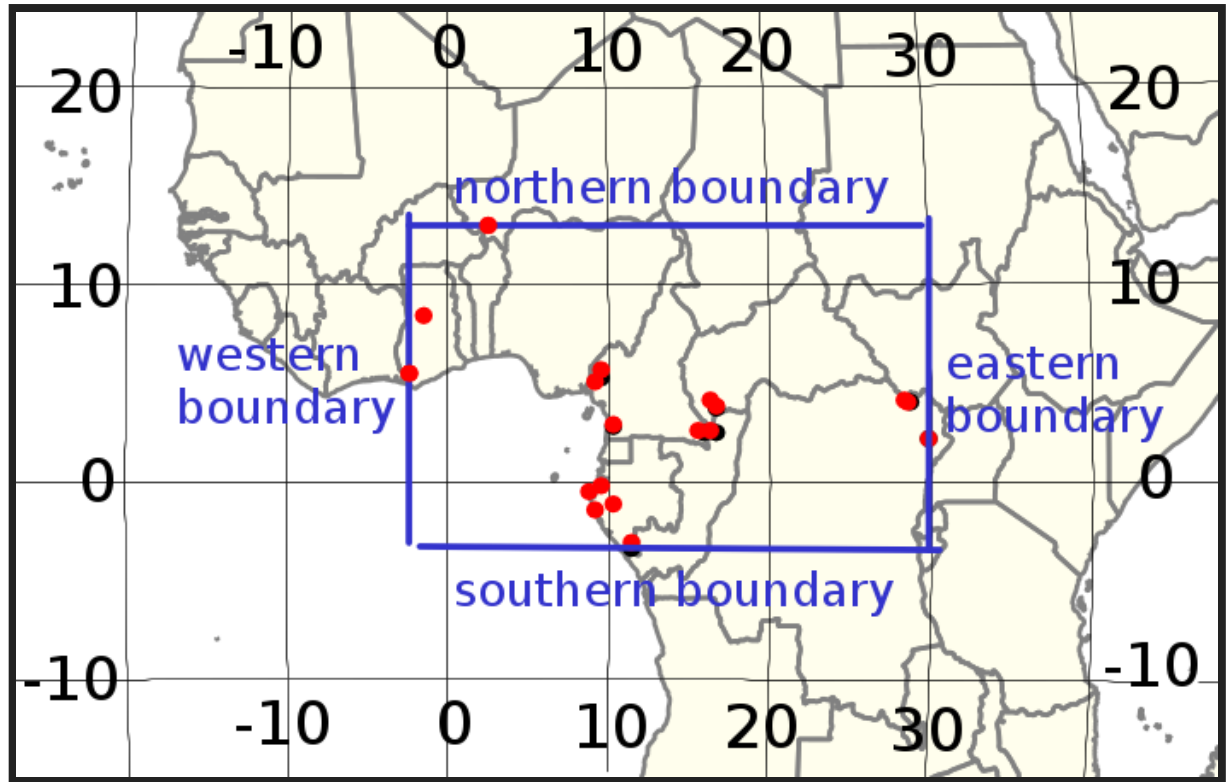 -10 0 10 20 30
20 20
northern boundary
10 10
western
boundary
eastern
boundary
0 0
southern boundary
-10 -10
-10 0 10 20 30